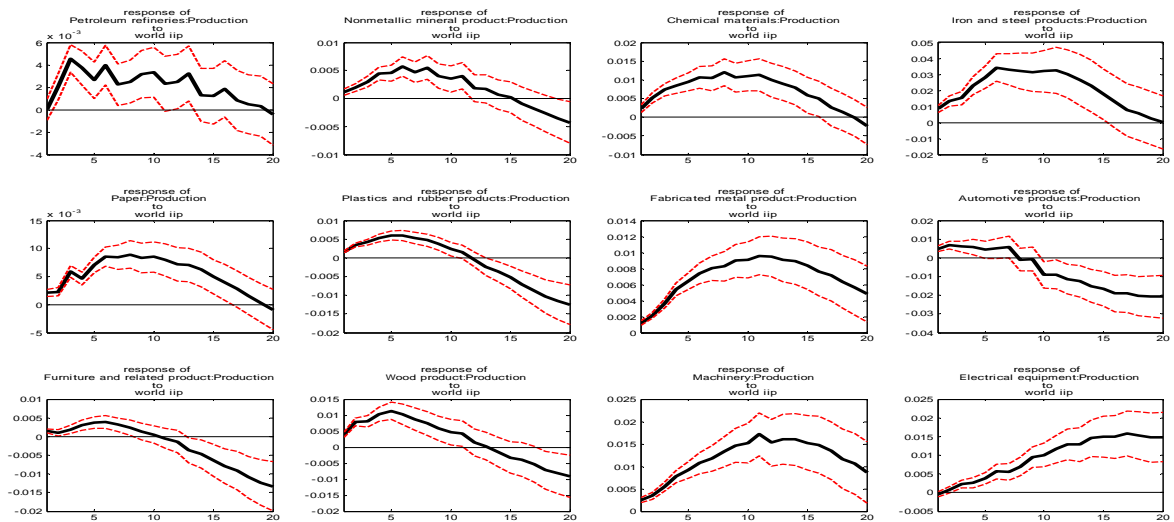 response of
Petroleum refineries:Production
to
world iip
x 10⁻³
6
4
2
0
-2
-4
5 10 15 20
response of
Nonmetallic mineral product:Production
to
world iip
0.01
0.005
0
-0.005
-0.01
5 10 15 20
response of
Chemical materials:Production
to
world iip
0.02
0.015
0.01
0.005
0
-0.005
-0.01
5 10 15 20
response of
Iron and steel products:Production
to
world iip
0.05
0.04
0.03
0.02
0.01
0
-0.01
-0.02
5 10 15 20
response of
Paper:Production
to
world iip
x 10⁻³
15
10
5
0
-5
5 10 15 20
response of
Plastics and rubber products:Production
to
world iip
0.01
0.005
0
-0.005
-0.01
-0.015
-0.02
5 10 15 20
response of
Fabricated metal product:Production
to
world iip
0.014
0.012
0.01
0.008
0.006
0.004
0.002
0
5 10 15 20
response of
Automotive products:Production
to
world iip
0.02
0.01
0
-0.01
-0.02
-0.03
-0.04
5 10 15 20
response of
Furniture and related product:Production
to
world iip
0.01
0.005
0
-0.005
-0.01
-0.015
-0.02
5 10 15 20
response of
Wood product:Production
to
world iip
0.015
0.01
0.005
0
-0.005
-0.01
-0.015
5 10 15 20
response of
Machinery:Production
to
world iip
0.025
0.02
0.015
0.01
0.005
0
5 10 15 20
response of
Electrical equipment:Production
to
world iip
0.025
0.02
0.015
0.01
0.005
0
-0.005
5 10 15 20